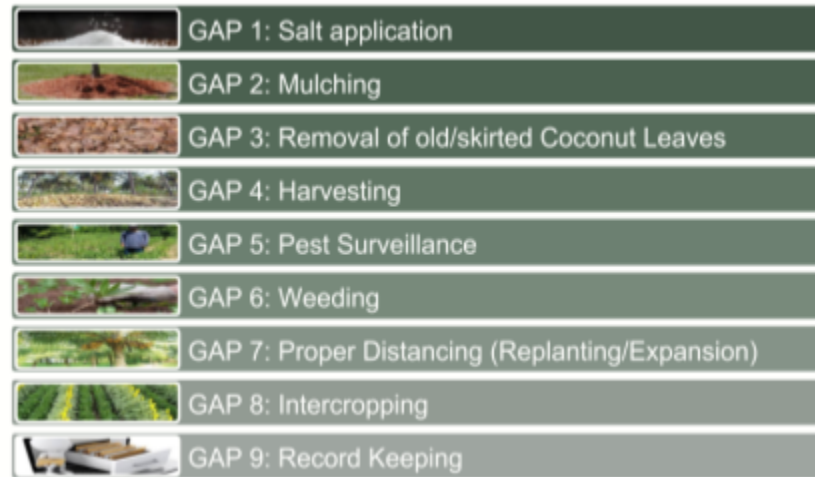 GAP 1: Salt application
GAP 2: Mulching
GAP 3: Removal of old/skirted Coconut Leaves
GAP 4: Harvesting
GAP 5: Pest Surveillance
GAP 6: Weeding
GAP 7: Proper Distancing (Replanting/Expansion)
GAP 8: Intercropping
GAP 9: Record Keeping